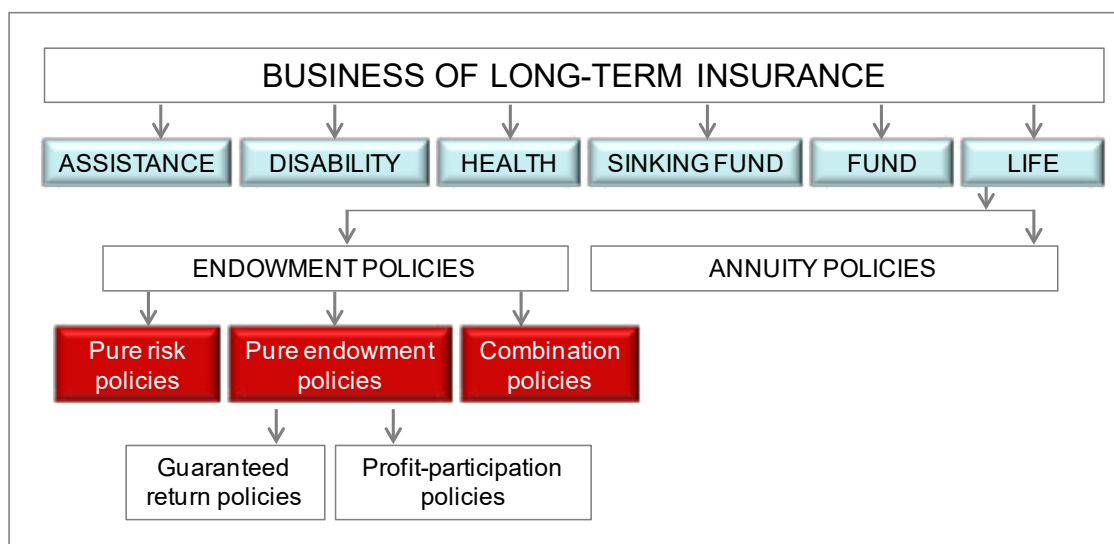 BUSINESS OF LONG-TERM INSURANCE
ASSISTANCE
DISABILITY
HEALTH
SINKING FUND
FUND
LIFE
ENDOWMENT POLICIES
ANNUITY POLICIES
Pure risk
policies
Pure endowment
policies
Combination
policies
Guaranteed
return policies
Profit-participation
policies